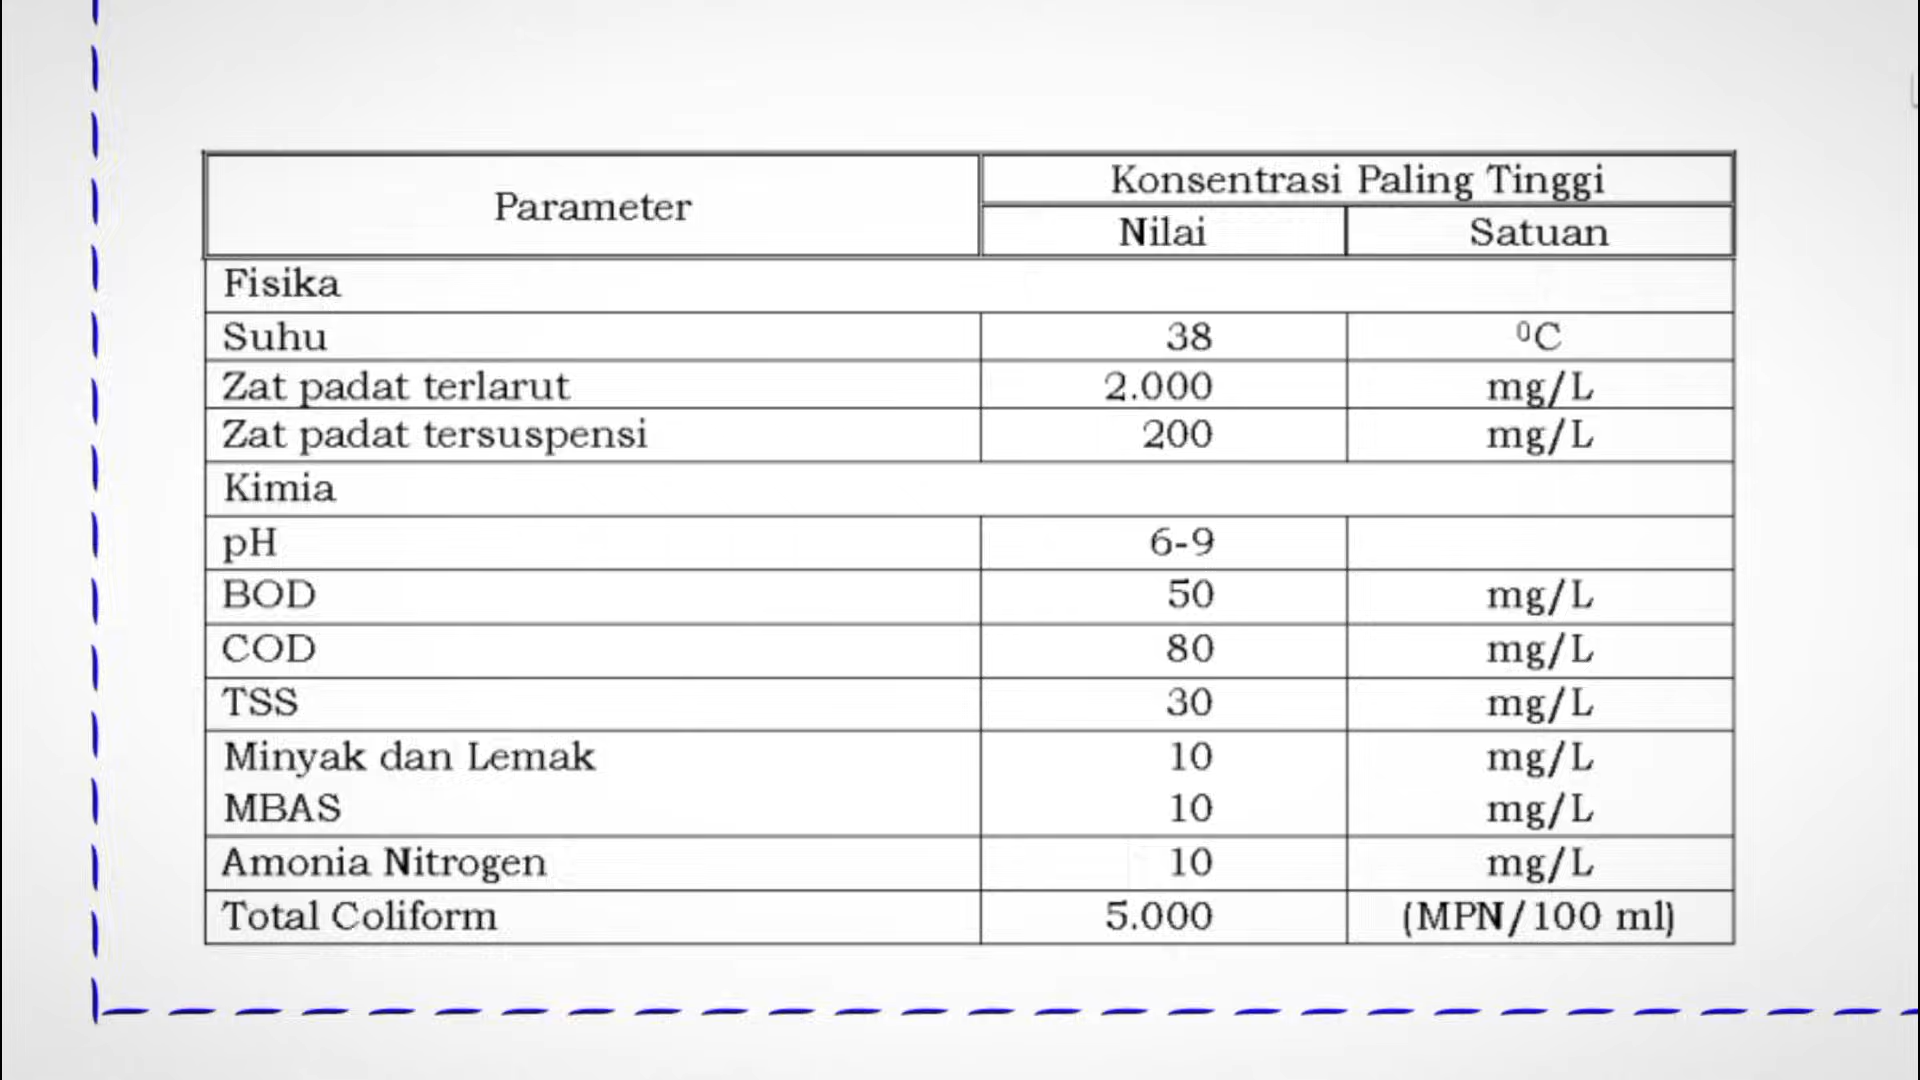 Parameter Konsentrasi Paling Tinggi
Nilai Satuan
Fisika
Suhu 38 ⁰C
Zat padat terlarut 2.000 mg/L
Zat padat tersuspensi 200 mg/L
Kimia
pH 6-9
BOD 50 mg/L
COD 80 mg/L
TSS 30 mg/L
Minyak dan Lemak 10 mg/L
MBAS 10 mg/L
Amonia Nitrogen 10 mg/L
Total Coliform 5.000 (MPN/100 ml)